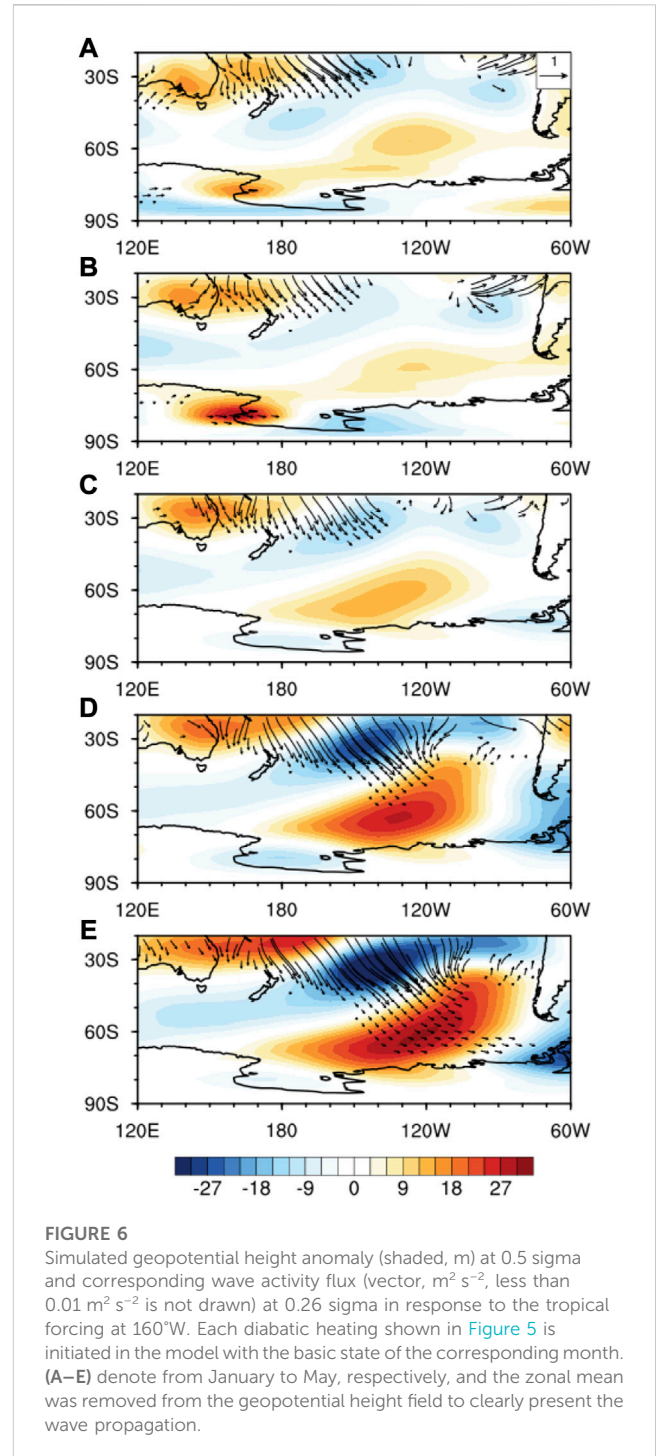 A
1
30S
60S
90S
120E 180 120W 60W
B
30S
60S
90S
120E 180 120W 60W
C
30S
60S
90S
120E 180 120W 60W
D
30S
60S
90S
120E 180 120W 60W
E
30S
60S
90S
120E 180 120W 60W
-27 -18 -9 0 9 18 27
FIGURE 6
Simulated geopotential height anomaly (shaded, m) at 0.5 sigma
and corresponding wave activity flux (vector, m² s⁻², less than
0.01 m² s⁻² is not drawn) at 0.26 sigma in response to the tropical
forcing at 160°W. Each diabatic heating shown in Figure 5 is
initiated in the model with the basic state of the corresponding month.
(A–E) denote from January to May, respectively, and the zonal mean
was removed from the geopotential height field to clearly present the
wave propagation.